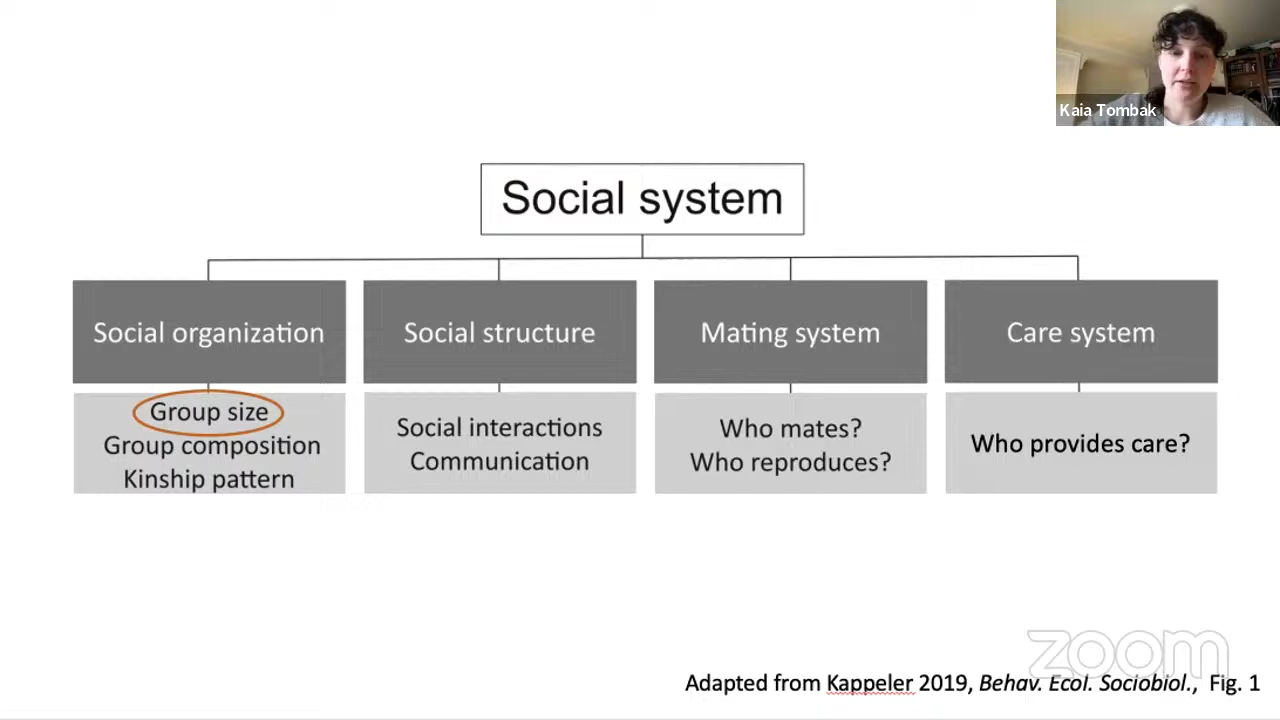 Kaia Tombak
Social system
Social organization
Social structure
Mating system
Care system
Group size
Group composition
Kinship pattern
Social interactions
Communication
Who mates?
Who reproduces?
Who provides care?
zoom
Adapted from Kappeler 2019, Behav. Ecol. Sociobiol., Fig. 1